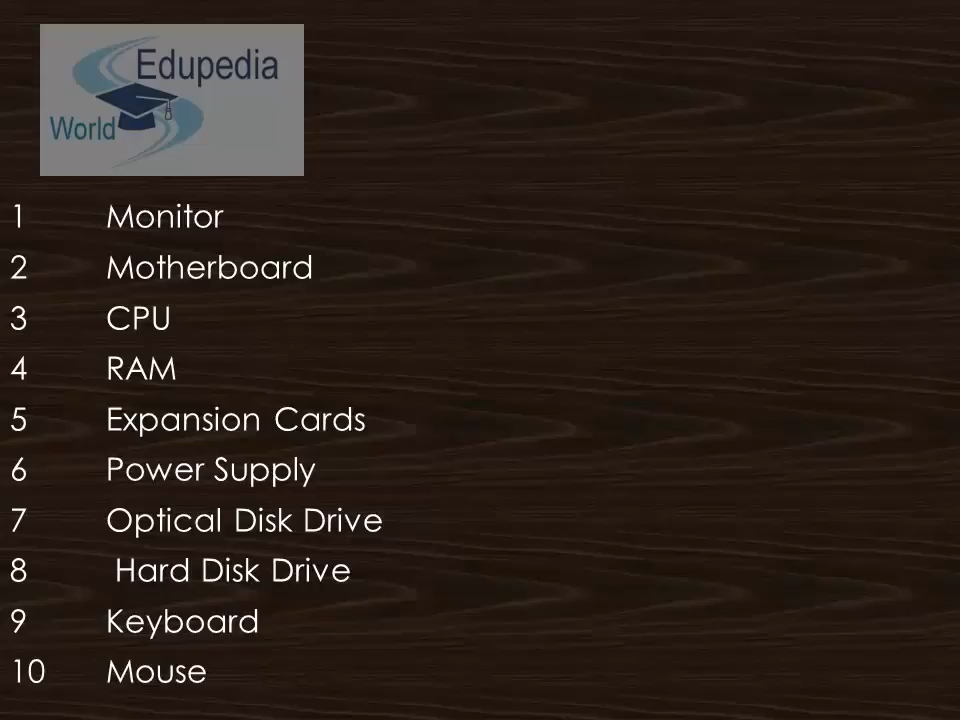 Edupedia
World
1 Monitor
2 Motherboard
3 CPU
4 RAM
5 Expansion Cards
6 Power Supply
7 Optical Disk Drive
8 Hard Disk Drive
9 Keyboard
10 Mouse